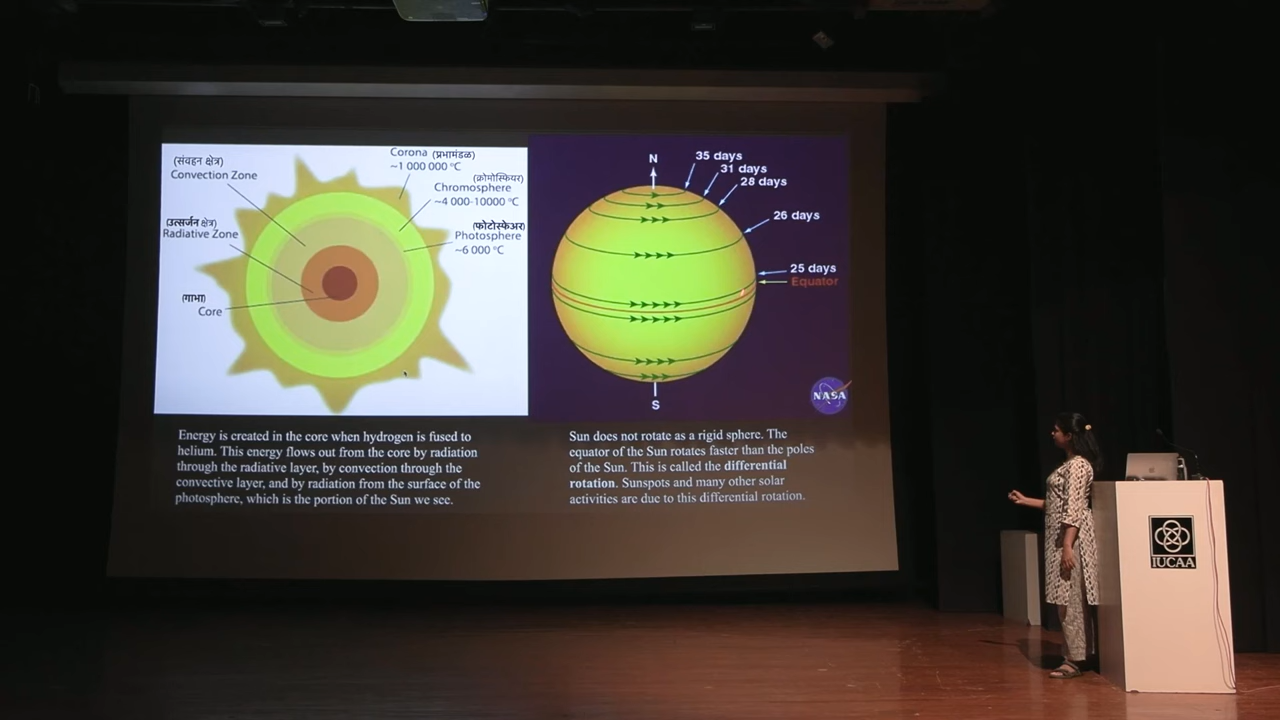 (संवहन क्षेत्र)
Convection Zone
(उत्सर्जन क्षेत्र)
Radiative Zone
(गाभा)
Core
Corona (प्रभामंडळ)
~1 000 000 °C
(क्रोमोस्फियर)
Chromosphere
~4 000-10000 °C
(फोटोस्फेअर)
Photosphere
~6 000 °C
Energy is created in the core when hydrogen is fused to
helium. This energy flows out from the core by radiation
through the radiative layer, by convection through the
convective layer, and by radiation from the surface of the
photosphere, which is the portion of the Sun we see.
N
35 days
31 days
28 days
26 days
25 days
Equator
S
NASA
Sun does not rotate as a rigid sphere. The
equator of the Sun rotates faster than the poles
of the Sun. This is called the differential
rotation. Sunspots and many other solar
activities are due to this differential rotation.
IUCAA